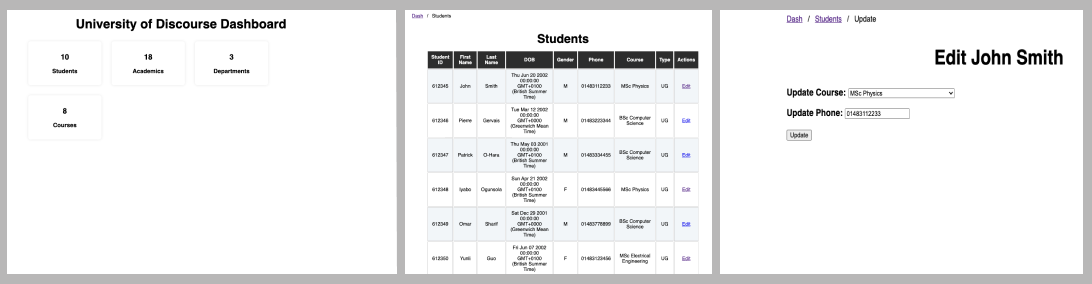 University of Discourse Dashboard
10
Students
18
Academics
3
Departments
8
Courses
Dash / Students
Students
Student ID First Name Last Name DOB Gender Phone Course Type Actions
612345 John Smith Thu Jun 20 2002 00:00:00 GMT+0100 (British Summer Time) M 01483112233 MSc Physics UG Edit
612346 Pierre Gervais Tue Mar 12 2002 00:00:00 GMT+0000 (Greenwich Mean Time) M 01483223344 BSc Computer Science UG Edit
612347 Patrick O-Hara Thu May 03 2001 00:00:00 GMT+0100 (British Summer Time) M 01483334455 BSc Computer Science UG Edit
612348 Iyabo Ogunsola Sun Apr 21 2002 00:00:00 GMT+0100 (British Summer Time) F 01483445566 MSc Physics UG Edit
612349 Omar Sharif Sat Dec 29 2001 00:00:00 GMT+0000 (Greenwich Mean Time) M 01483778899 BSc Computer Science UG Edit
612350 Yunli Guo Fri Jun 07 2002 00:00:00 GMT+0100 (British Summer Time) F 01483123456 MSc Electrical Engineering UG Edit
Dash / Students / Update
Edit John Smith
Update Course: MSc Physics
Update Phone: 01483112233
Update